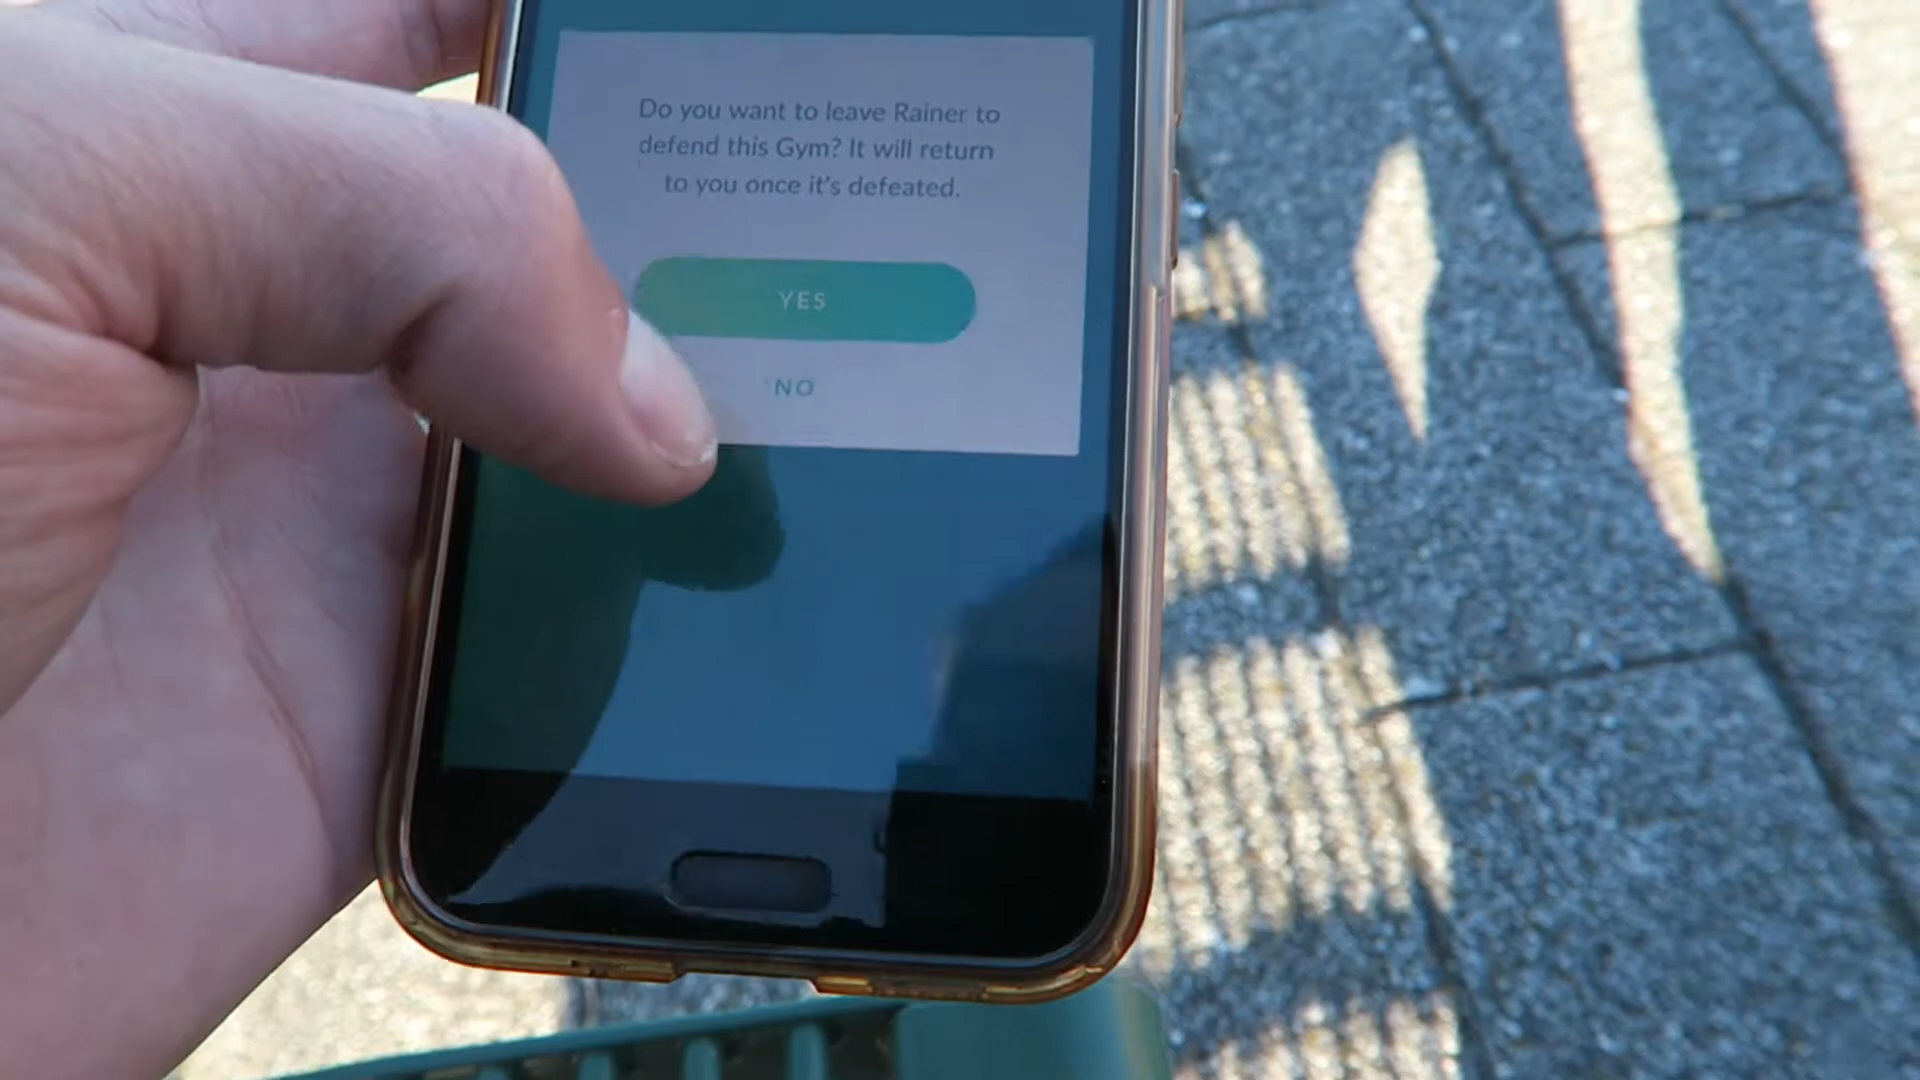 Do you want to leave Rainer to
defend this Gym? It will return
to you once it's defeated.
YES
NO